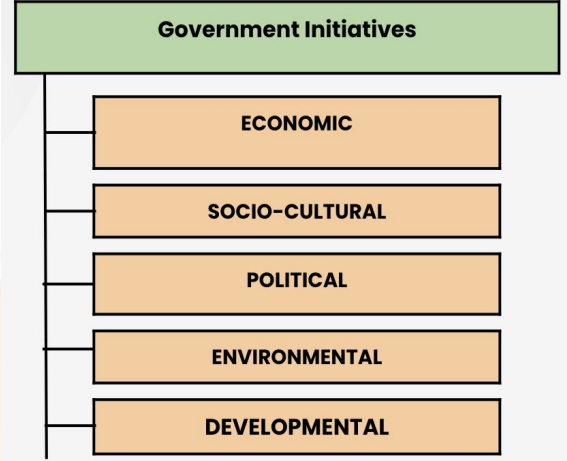 Government Initiatives
ECONOMIC
SOCIO-CULTURAL
POLITICAL
ENVIRONMENTAL
DEVELOPMENTAL